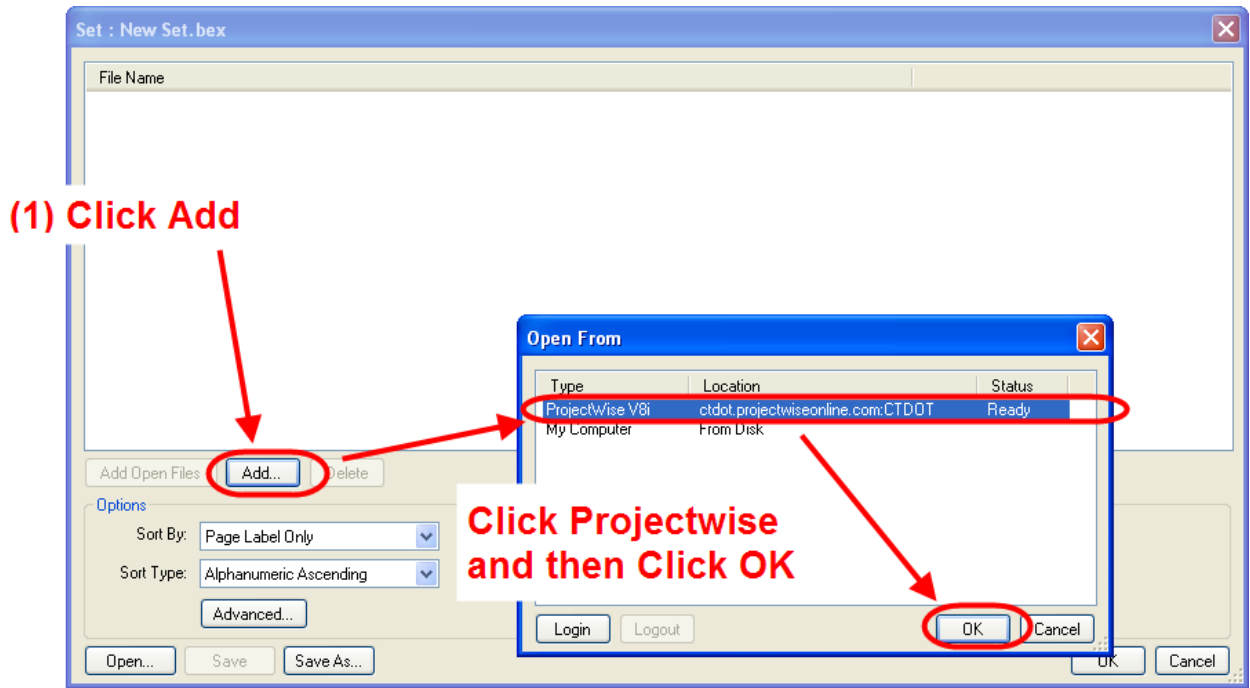 Set : New Set.bex
File Name
(1) Click Add
Open From
Type Location Status
ProjectWise V8i ctdot.projectwiseonline.com:CTDOT Ready
My Computer From Disk
Add Open Files Add... Delete
Options
Sort By: Page Label Only
Sort Type: Alphanumeric Ascending
Advanced...
Click Projectwise
and then Click OK
Login Logout OK Cancel
Open... Save Save As... OK Cancel